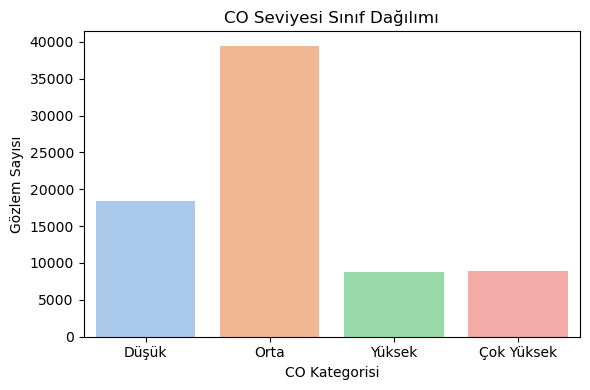 CO Seviyesi Sınıf Dağılımı
40000
35000
30000
25000
20000
15000
10000
5000
0
Gözlem Sayısı
Düşük Orta Yüksek Çok Yüksek
CO Kategorisi